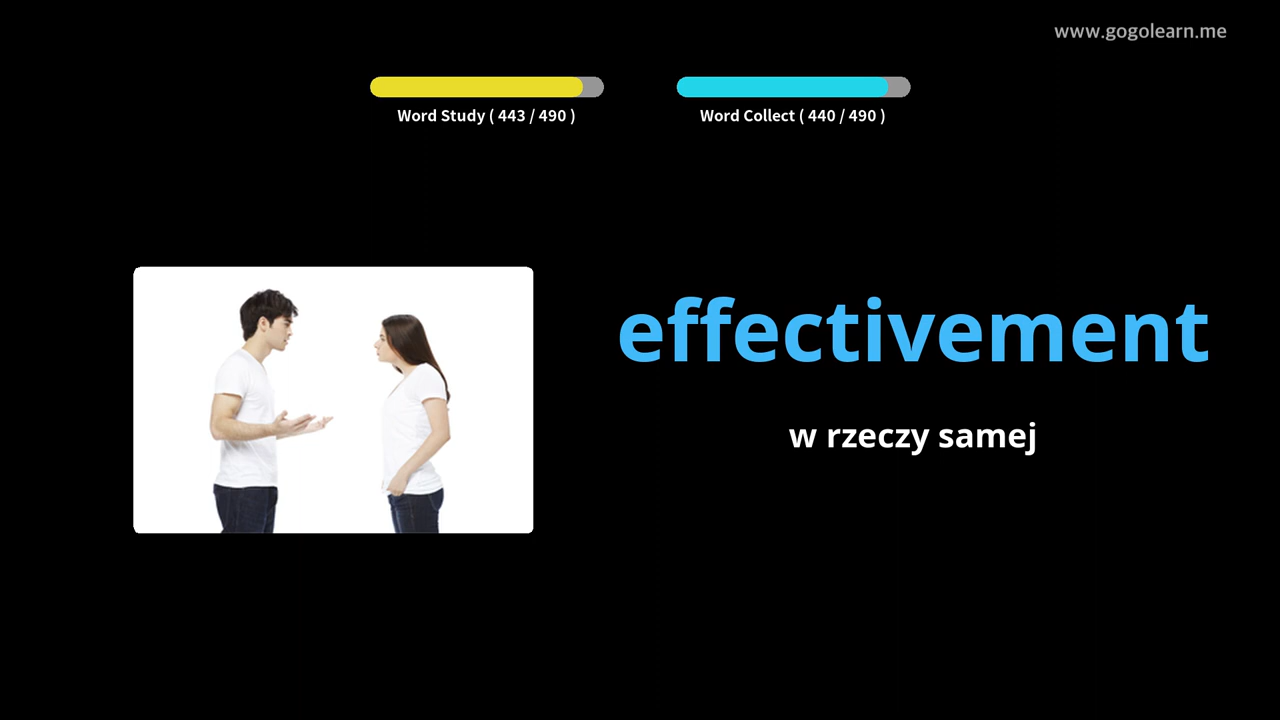 www.gogolearn.me
Word Study ( 443 / 490 )
Word Collect ( 440 / 490 )
effectivement
w rzeczy samej